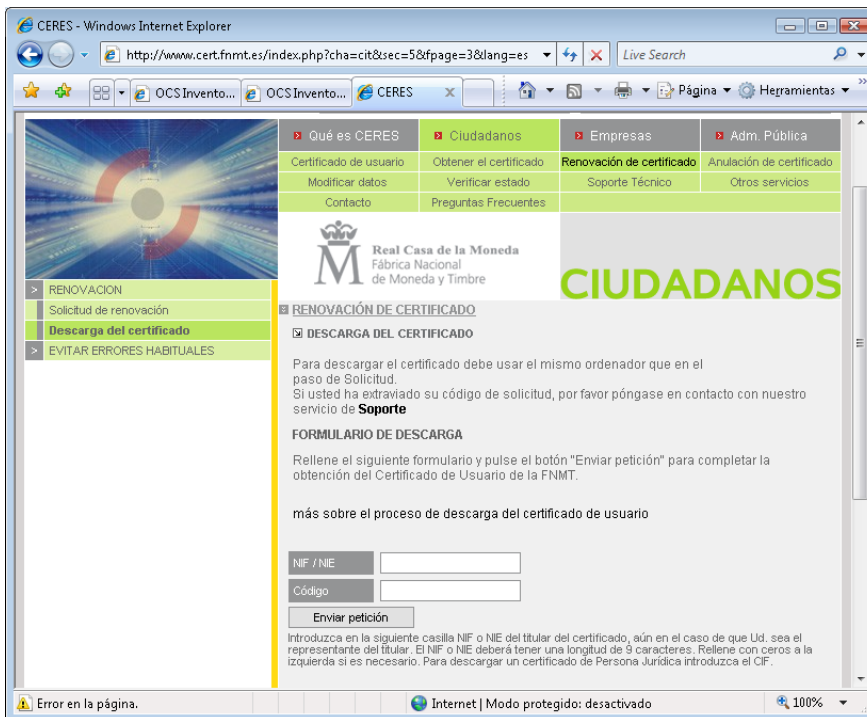 CERES - Windows Internet Explorer
http://www.cert.fnmt.es/index.php?cha=cit&sec=5&fpage=3&lang=es
Live Search
OCS Invento...
OCS Invento...
CERES
Página
Herramientas
Qué es CERES
Ciudadanos
Empresas
Adm. Pública
Certificado de usuario
Obtener el certificado
Renovación de certificado
Anulación de certificado
Modificar datos
Verificar estado
Soporte Técnico
Otros servicios
Contacto
Preguntas Frecuentes
M
Real Casa de la Moneda
Fábrica Nacional
de Moneda y Timbre
CIUDADANOS
RENOVACION
Solicitud de renovación
Descarga del certificado
EVITAR ERRORES HABITUALES
RENOVACIÓN DE CERTIFICADO
DESCARGA DEL CERTIFICADO
Para descargar el certificado debe usar el mismo ordenador que en el
paso de Solicitud.
Si usted ha extraviado su código de solicitud, por favor póngase en contacto con nuestro
servicio de Soporte
FORMULARIO DE DESCARGA
Rellene el siguiente formulario y pulse el botón "Enviar petición" para completar la
obtención del Certificado de Usuario de la FNMT.
más sobre el proceso de descarga del certificado de usuario
NIF / NIE
Código
Enviar petición
Introduzca en la siguiente casilla NIF o NIE del titular del certificado, aún en el caso de que Ud. sea el
representante del titular. El NIF o NIE deberá tener una longitud de 9 caracteres. Rellene con ceros a la
izquierda si es necesario. Para descargar un certificado de Persona Jurídica introduzca el CIF.
Error en la página.
Internet | Modo protegido: desactivado
100%